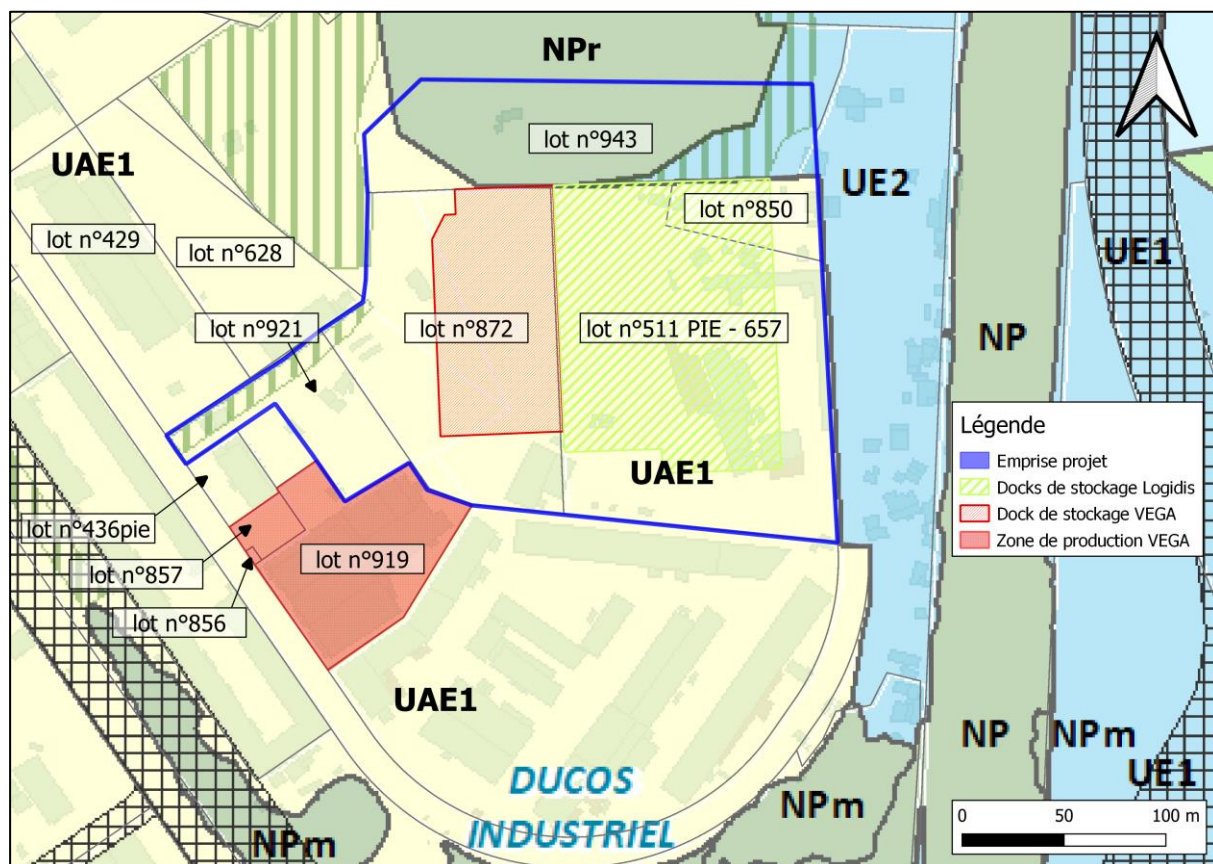 NPr
lot n°943
UAE1
UE2
lot n°850
lot n°429
lot n°628
UE1
lot n°921
lot n°872
lot n°511 PIE - 657
NP
Légende
Emprise projet
Docks de stockage Logidis
Dock de stockage VEGA
Zone de production VEGA
UAE1
lot n°436pie
lot n°919
lot n°857
lot n°856
UAE1
NP
NPm
UE1
DUCOS
INDUSTRIEL
NPm
NPm
0 50 100 m